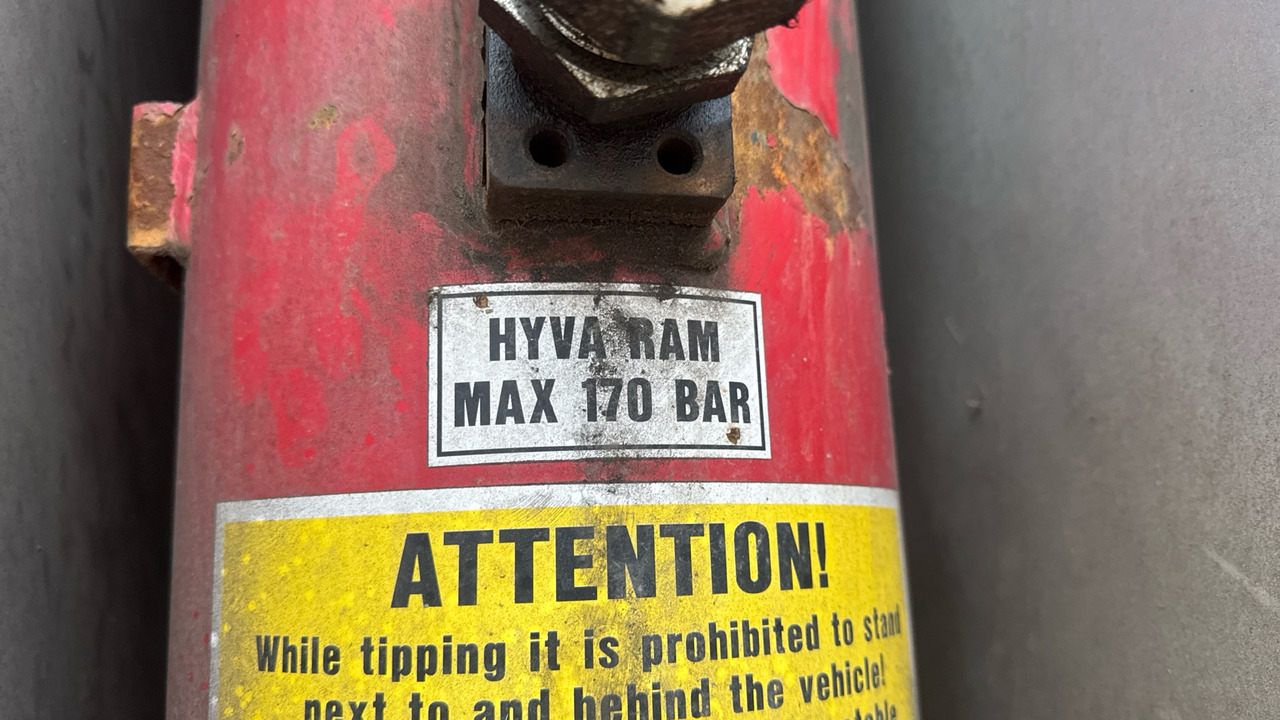 HYVA RAM
MAX 170 BAR
ATTENTION!
While tipping it is prohibited to stand
next to and behind the vehicle!